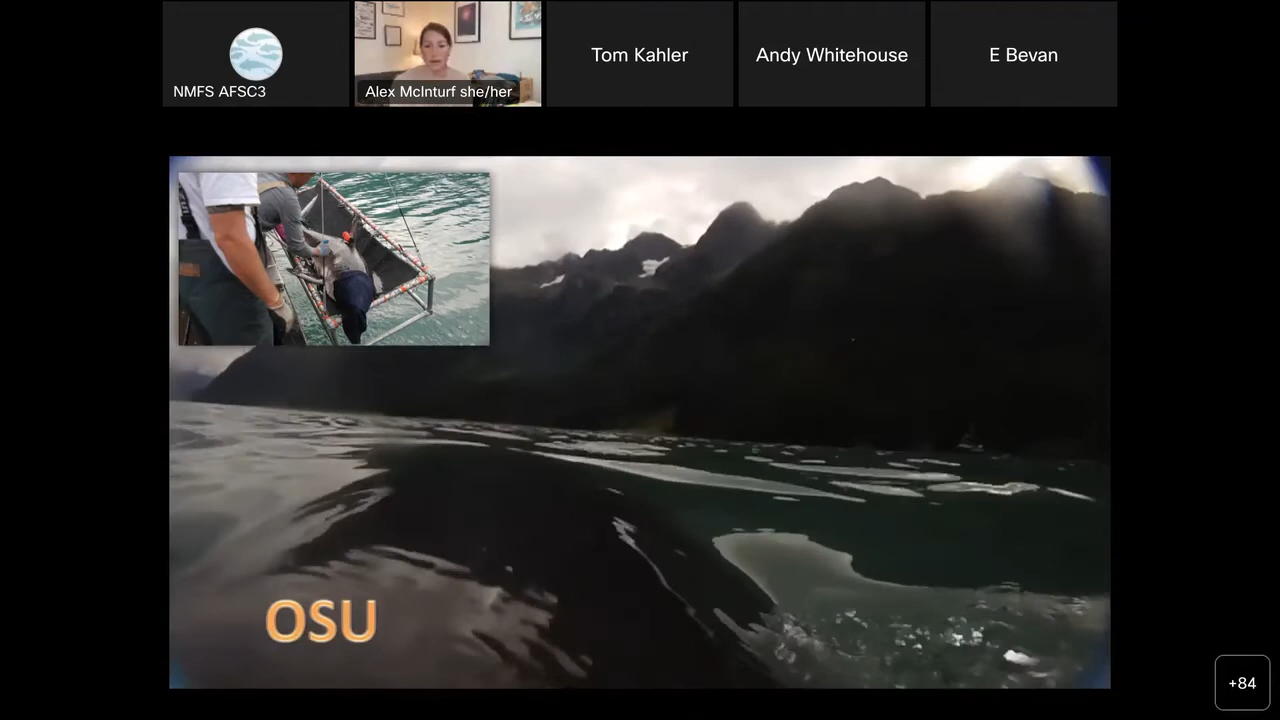 NMFS AFSC3
Alex McInturf she/her
Tom Kahler
Andy Whitehouse
E Bevan
OSU
+84